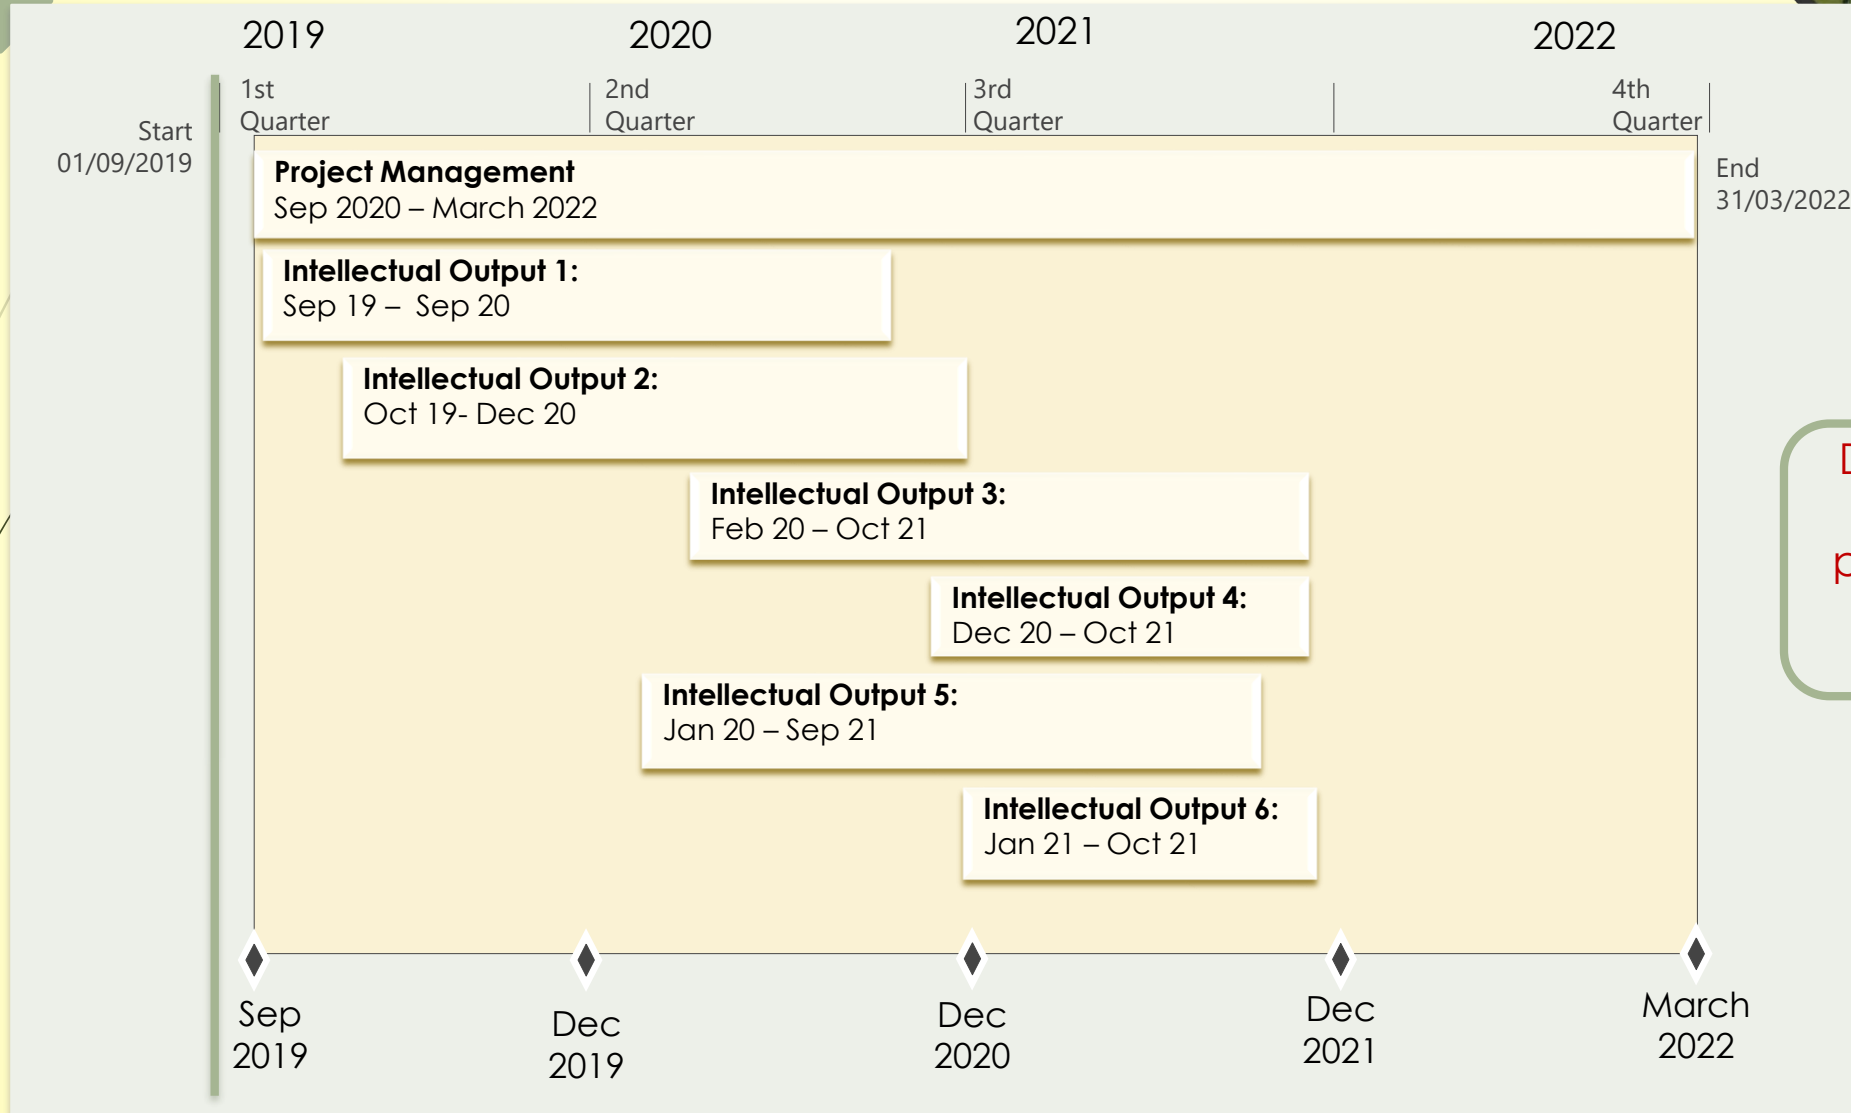 2019
2020
2021
2022
1st
Quarter
2nd
Quarter
3rd
Quarter
4th
Quarter
Start
01/09/2019
End
31/03/2022
Project Management
Sep 2020 – March 2022
Intellectual Output 1:
Sep 19 – Sep 20
Intellectual Output 2:
Oct 19- Dec 20
Intellectual Output 3:
Feb 20 – Oct 21
Intellectual Output 4:
Dec 20 – Oct 21
Intellectual Output 5:
Jan 20 – Sep 21
Intellectual Output 6:
Jan 21 – Oct 21
Sep
2019
Dec
2019
Dec
2020
Dec
2021
March
2022